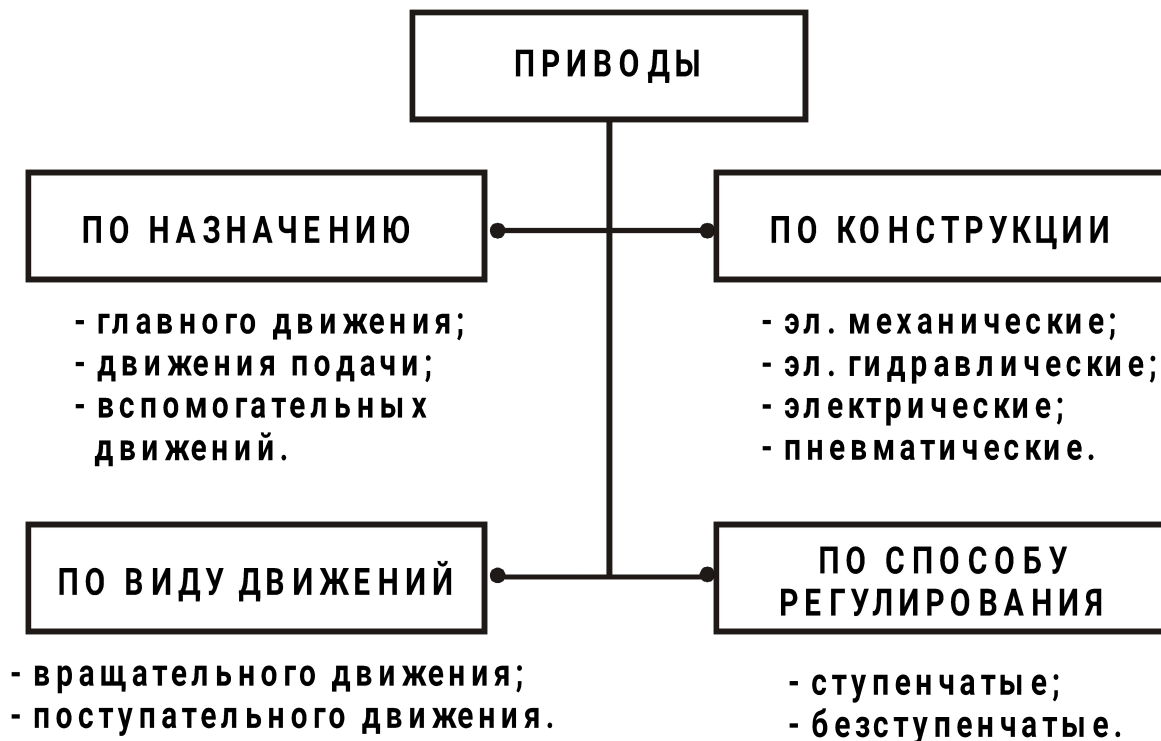 ПРИВОДЫ
ПО НАЗНАЧЕНИЮ
- главного движения;
- движения подачи;
- вспомогательных
движений.
ПО КОНСТРУКЦИИ
- эл. механические;
- эл. гидравлические;
- электрические;
- пневматические.
ПО ВИДУ ДВИЖЕНИЙ
- вращательного движения;
- поступательного движения.
ПО СПОСОБУ
РЕГУЛИРОВАНИЯ
- ступенчатые;
- безступенчатые.